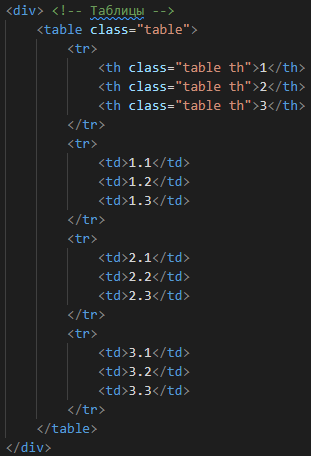 <div> <!-- Таблицы -->
<table class="table">
<tr>
<th class="table th">1</th>
<th class="table th">2</th>
<th class="table th">3</th>
</tr>
<tr>
<td>1.1</td>
<td>1.2</td>
<td>1.3</td>
</tr>
<tr>
<td>2.1</td>
<td>2.2</td>
<td>2.3</td>
</tr>
<tr>
<td>3.1</td>
<td>3.2</td>
<td>3.3</td>
</tr>
</table>
</div>